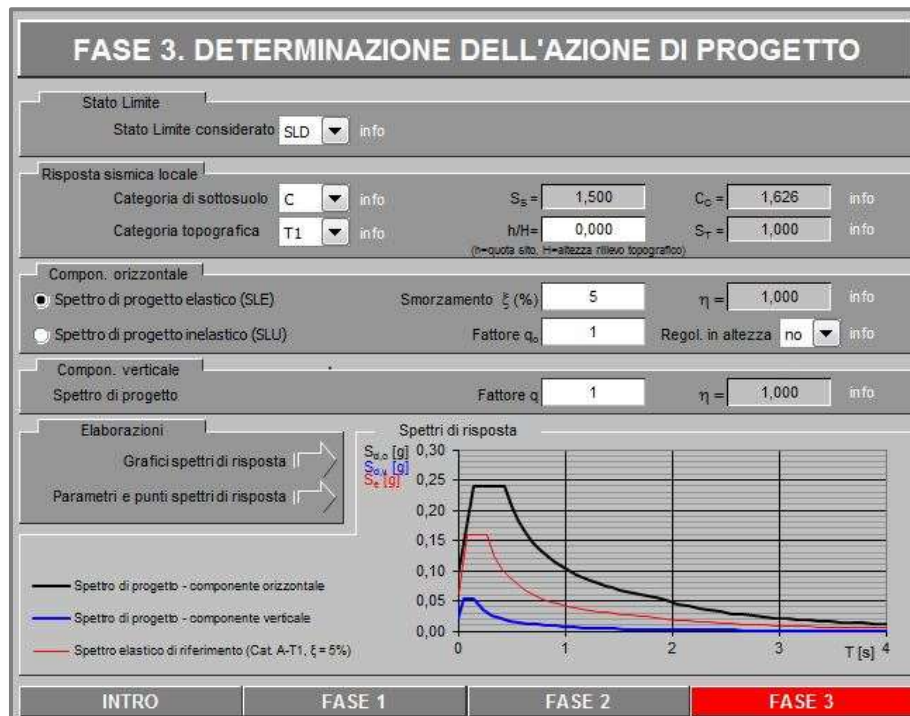 FASE 3. DETERMINAZIONE DELL'AZIONE DI PROGETTO
Stato Limite
Stato Limite considerato SLD info
Risposta sismica locale
Categoria di sottosuolo C info S_S = 1,500 C_C = 1,626 info
Categoria topografica T1 info h/H= 0,000 S_T = 1,000 info
(h=quota sito, H=altezza rilievo topografico)
Compon. orizzontale
Spettro di progetto elastico (SLE) Smorzamento ξ (%) 5 η = 1,000 info
Spettro di progetto inelastico (SLU) Fattore q_o 1 Regol. in altezza no info
Compon. verticale
Spettro di progetto Fattore q 1 η = 1,000 info
Elaborazioni
Grafici spettri di risposta
Parametri e punti spettri di risposta
Spettri di risposta
S_d,o [g]
S_d,v [g]
S_e [g]
0,30
0,25
0,20
0,15
0,10
0,05
0,00
0 1 2 3 T [s] 4
Spettro di progetto - componente orizzontale
Spettro di progetto - componente verticale
Spettro elastico di riferimento (Cat. A-T1, ξ = 5%)
INTRO FASE 1 FASE 2 FASE 3